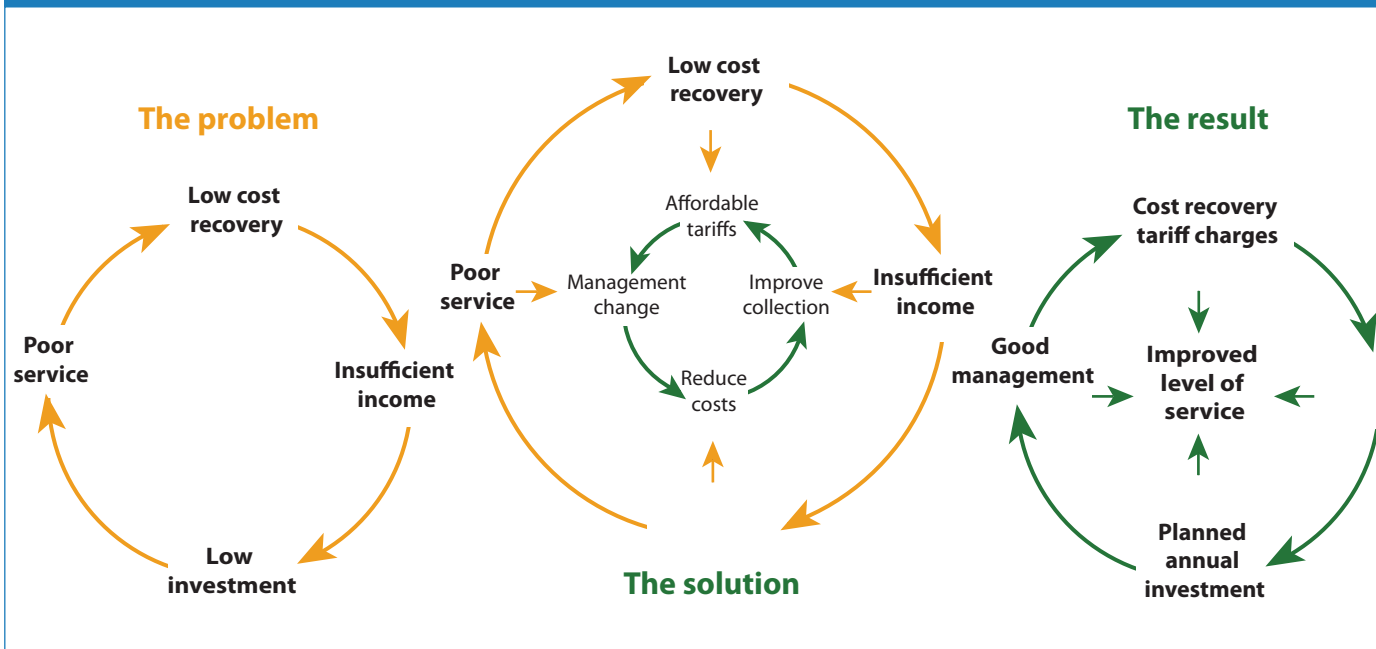 The problem
Low cost
recovery
Insufficient
income
Low
investment
Poor
service
Low cost
recovery
Insufficient
income
Poor
service
Affordable
tariffs
Management
change
Improve
collection
Reduce
costs
The solution
The result
Cost recovery
tariff charges
Good
management
Improved
level of
service
Planned
annual
investment